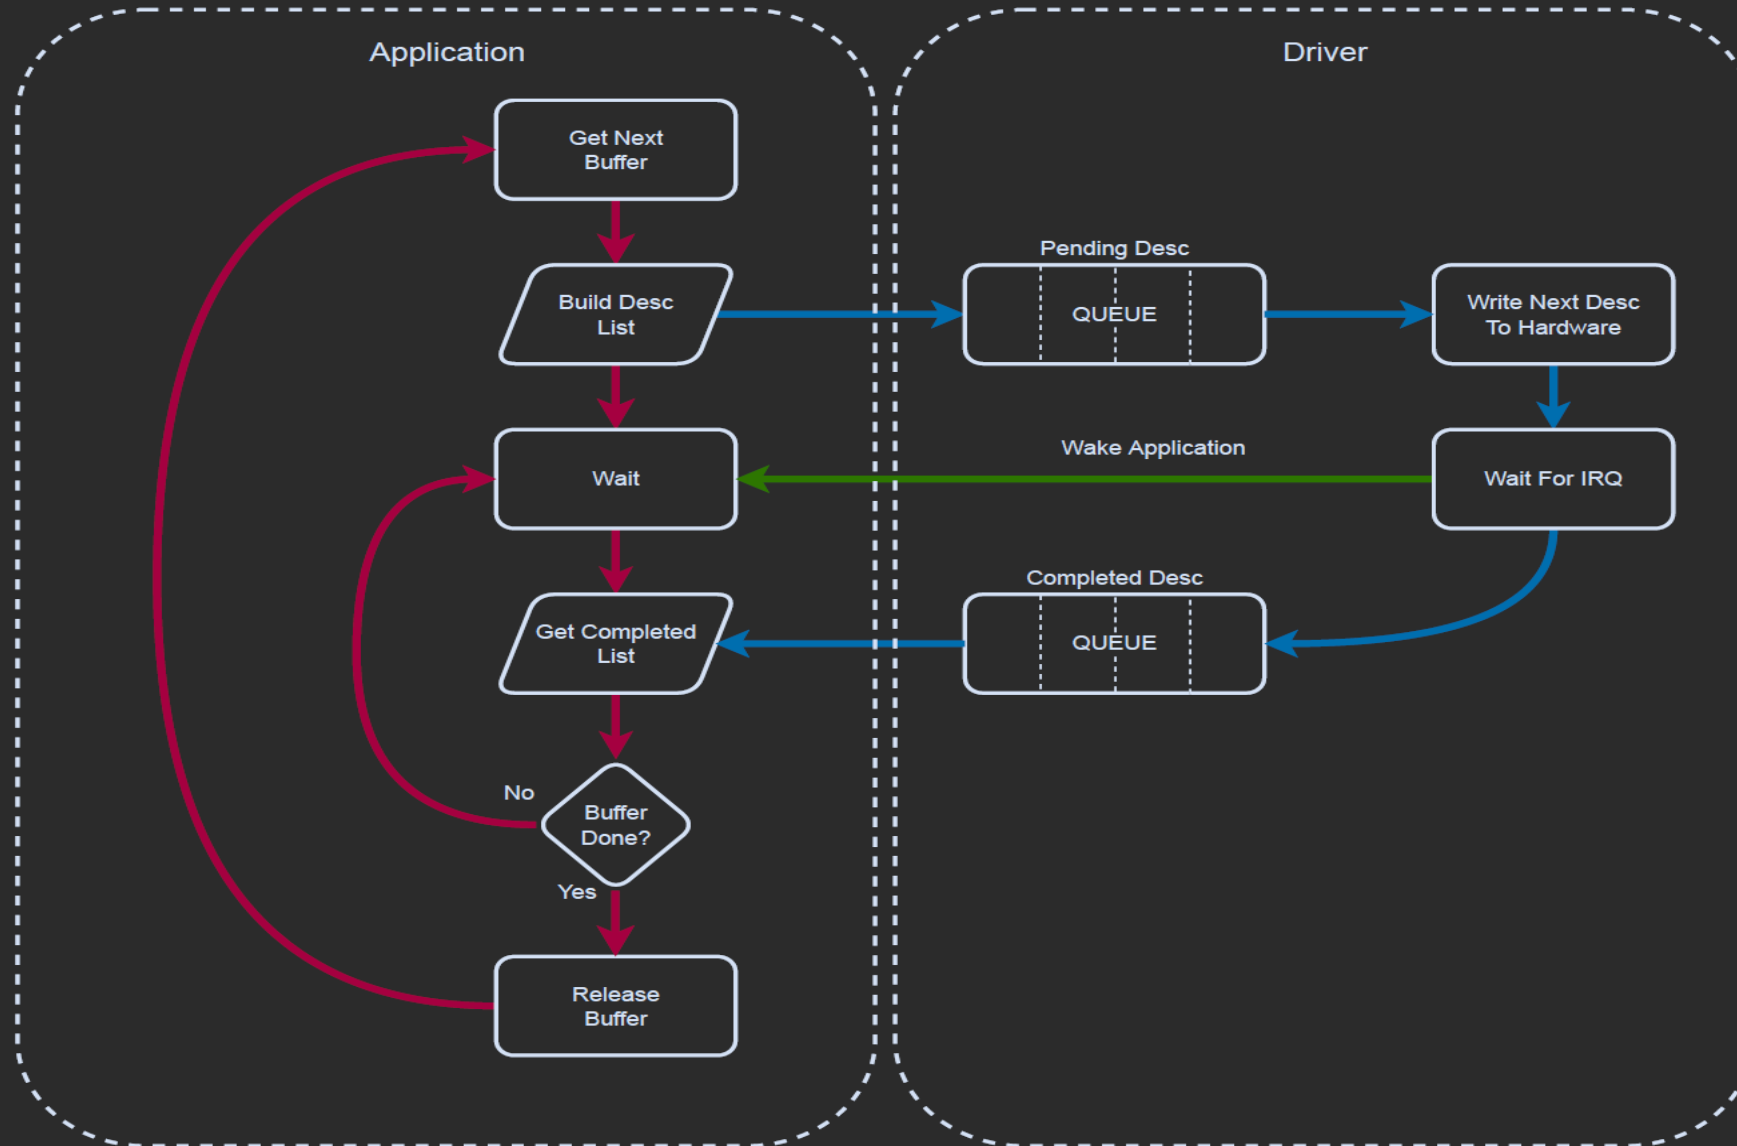 Application
Driver
Get Next
Buffer
Pending Desc
Build Desc
List
QUEUE
Write Next Desc
To Hardware
Wake Application
Wait
Wait For IRQ
Completed Desc
Get Completed
List
QUEUE
No
Buffer
Done?
Yes
Release
Buffer